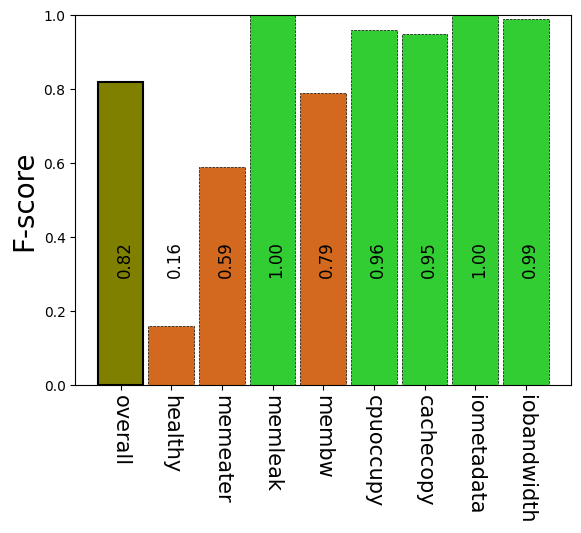 F-score
1.0
0.8
0.6
0.4
0.2
0.0
0.82
0.16
0.59
1.00
0.79
0.96
0.95
1.00
0.99
overall
healthy
memeater
memleak
membw
cpuoccupy
cachecopy
iometadata
iobandwidth